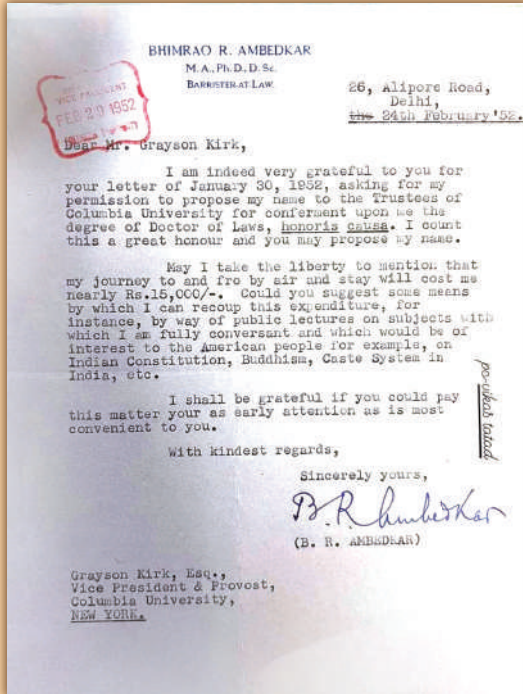 BHIMRAO R. AMBEDKAR
M.A., Ph.D., D.Sc.
BARRISTER-AT-LAW
26, Alipore Road,
Delhi,
the 24th February '52.
VICE PRESIDENT
FEB 29 1952
Dear Mr. Grayson Kirk,
I am indeed very grateful to you for
your letter of January 30, 1952, asking for my
permission to propose my name to the Trustees of
Columbia University for conferment upon me the
degree of Doctor of Laws, honoris causa. I count
this a great honour and you may propose my name.
May I take the liberty to mention that
my journey to and fro by air and stay will cost me
nearly Rs.15,000/-. Could you suggest some means
by which I can recoup this expenditure, for
instance, by way of public lectures on subjects with
which I am fully conversant and which would be of
interest to the American people for example, on
Indian Constitution, Buddhism, Caste System in
India, etc.
po-vikas tatad
I shall be grateful if you could pay
this matter your as early attention as is most
convenient to you.
With kindest regards,
Sincerely yours,
B. R. Ambedkar
(B. R. AMBEDKAR)
Grayson Kirk, Esq.,
Vice President & Provost,
Columbia University,
NEW YORK.